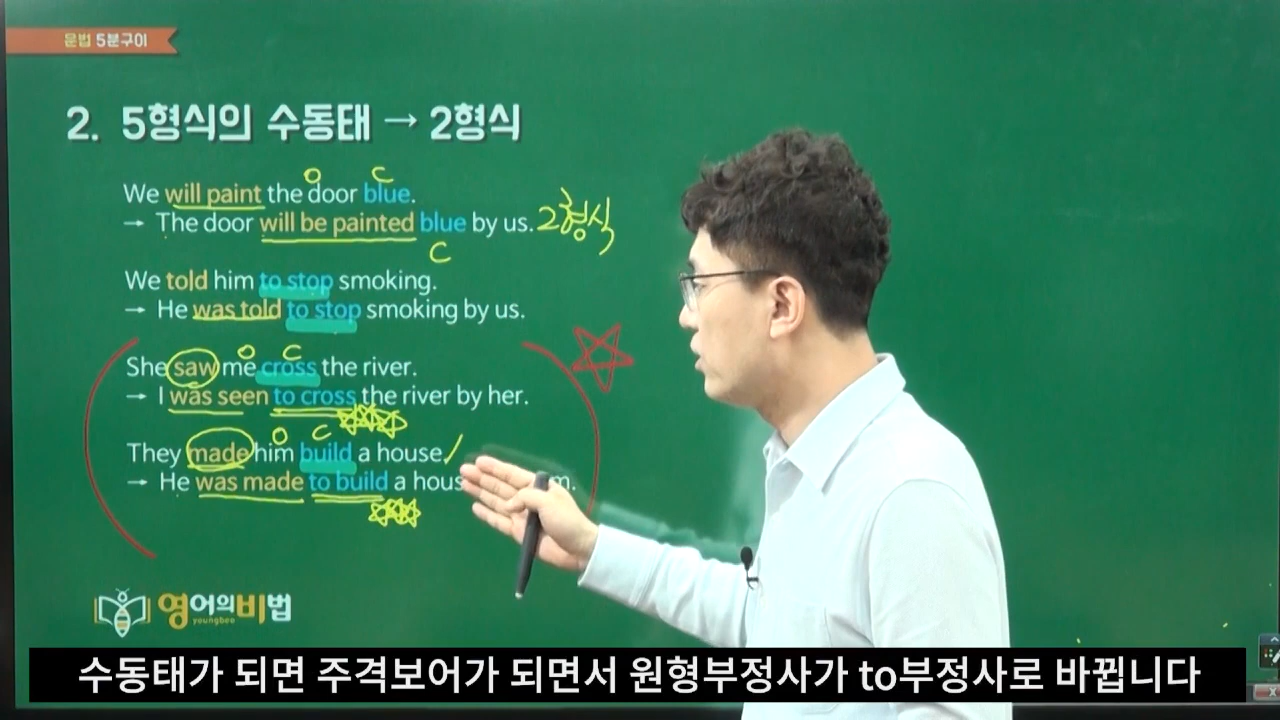 문법 5분구이
2. 5형식의 수동태 → 2형식
O C
We will paint the door blue.
→ The door will be painted blue by us. 2형식
C
We told him to stop smoking.
→ He was told to stop smoking by us.
O C
She saw me cross the river.
→ I was seen to cross the river by her.
O C
They made him build a house/
→ He was made to build a hous m.
영어의비법
youngbee
수동태가 되면 주격보어가 되면서 원형부정사가 to부정사로 바뀝니다